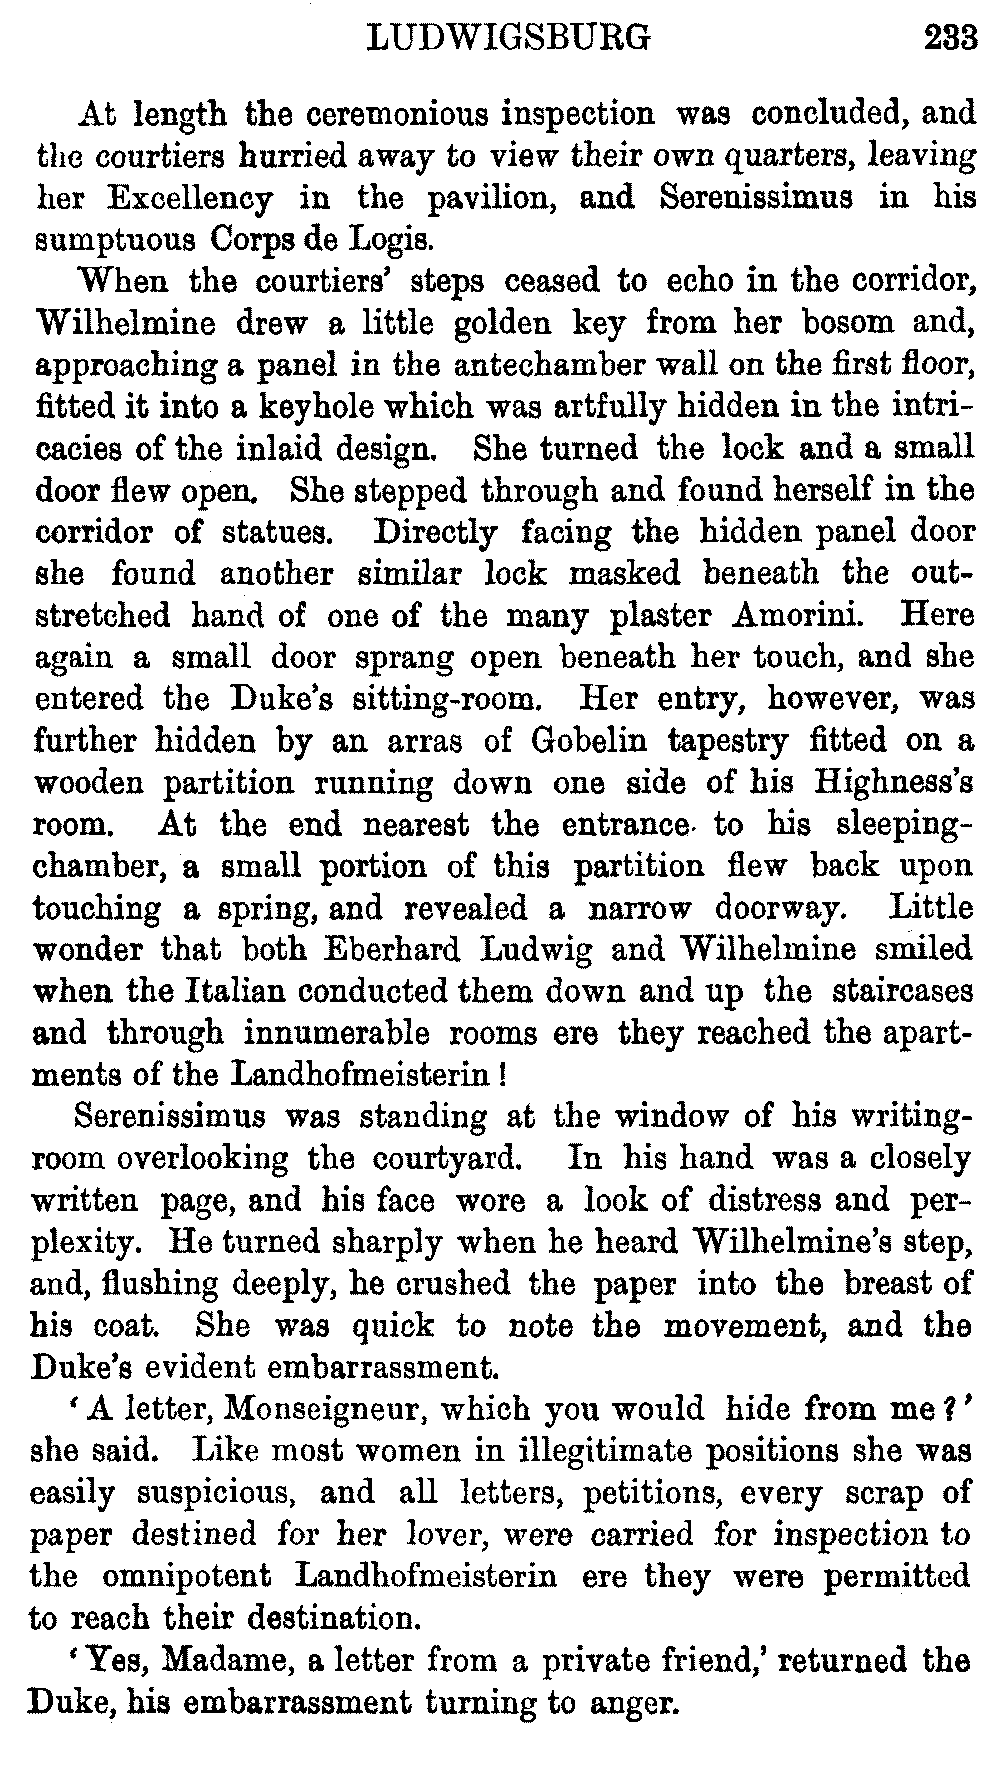 LUDWIGSBURG 233
At length the ceremonious inspection was concluded, and
the courtiers hurried away to view their own quarters, leaving
her Excellency in the pavilion, and Serenissimus in his
sumptuous Corps de Logis.
When the courtiers' steps ceased to echo in the corridor,
Wilhelmine drew a little golden key from her bosom and,
approaching a panel in the antechamber wall on the first floor,
fitted it into a keyhole which was artfully hidden in the intri-
cacies of the inlaid design. She turned the lock and a small
door flew open. She stepped through and found herself in the
corridor of statues. Directly facing the hidden panel door
she found another similar lock masked beneath the out-
stretched hand of one of the many plaster Amorini. Here
again a small door sprang open beneath her touch, and she
entered the Duke's sitting-room. Her entry, however, was
further hidden by an arras of Gobelin tapestry fitted on a
wooden partition running down one side of his Highness's
room. At the end nearest the entrance to his sleeping-
chamber, a small portion of this partition flew back upon
touching a spring, and revealed a narrow doorway. Little
wonder that both Eberhard Ludwig and Wilhelmine smiled
when the Italian conducted them down and up the staircases
and through innumerable rooms ere they reached the apart-
ments of the Landhofmeisterin!
Serenissimus was standing at the window of his writing-
room overlooking the courtyard. In his hand was a closely
written page, and his face wore a look of distress and per-
plexity. He turned sharply when he heard Wilhelmine's step,
and, flushing deeply, he crushed the paper into the breast of
his coat. She was quick to note the movement, and the
Duke's evident embarrassment.
'A letter, Monseigneur, which you would hide from me?'
she said. Like most women in illegitimate positions she was
easily suspicious, and all letters, petitions, every scrap of
paper destined for her lover, were carried for inspection to
the omnipotent Landhofmeisterin ere they were permitted
to reach their destination.
'Yes, Madame, a letter from a private friend,' returned the
Duke, his embarrassment turning to anger.